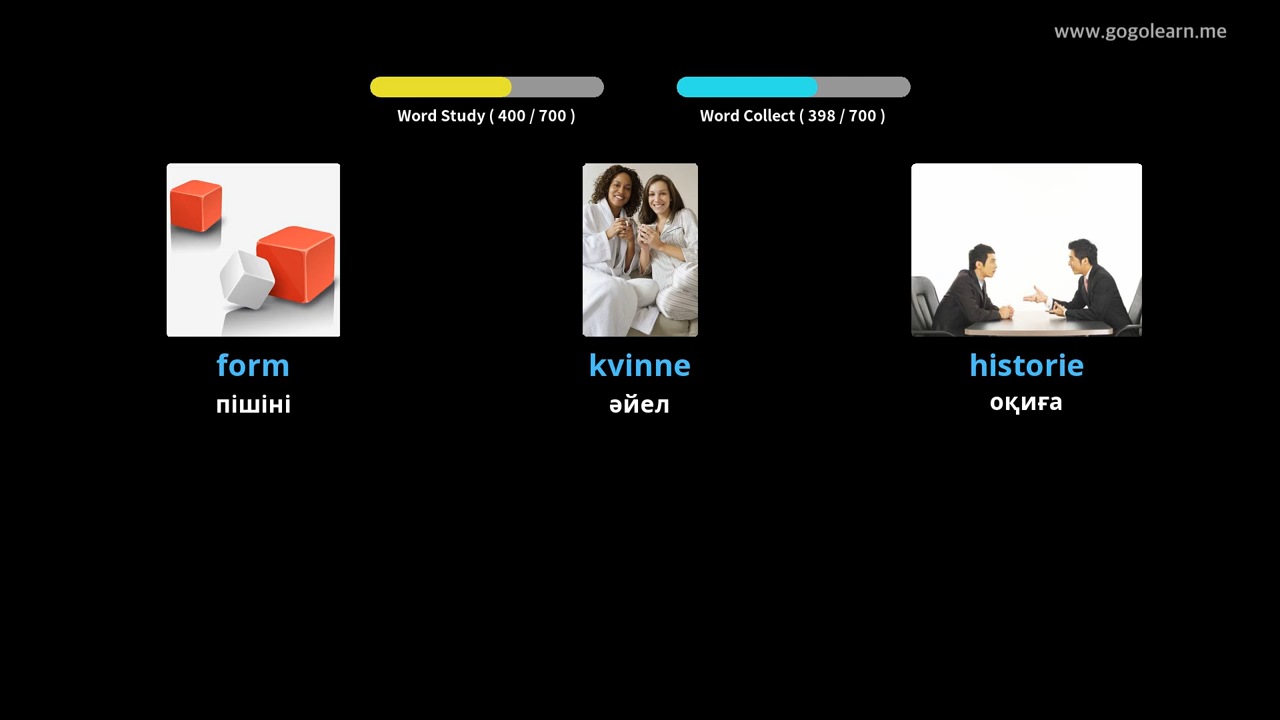 www.gogolearn.me
Word Study ( 400 / 700 )
Word Collect ( 398 / 700 )
form
kvinne
historie
пішіні
әйел
оқиға